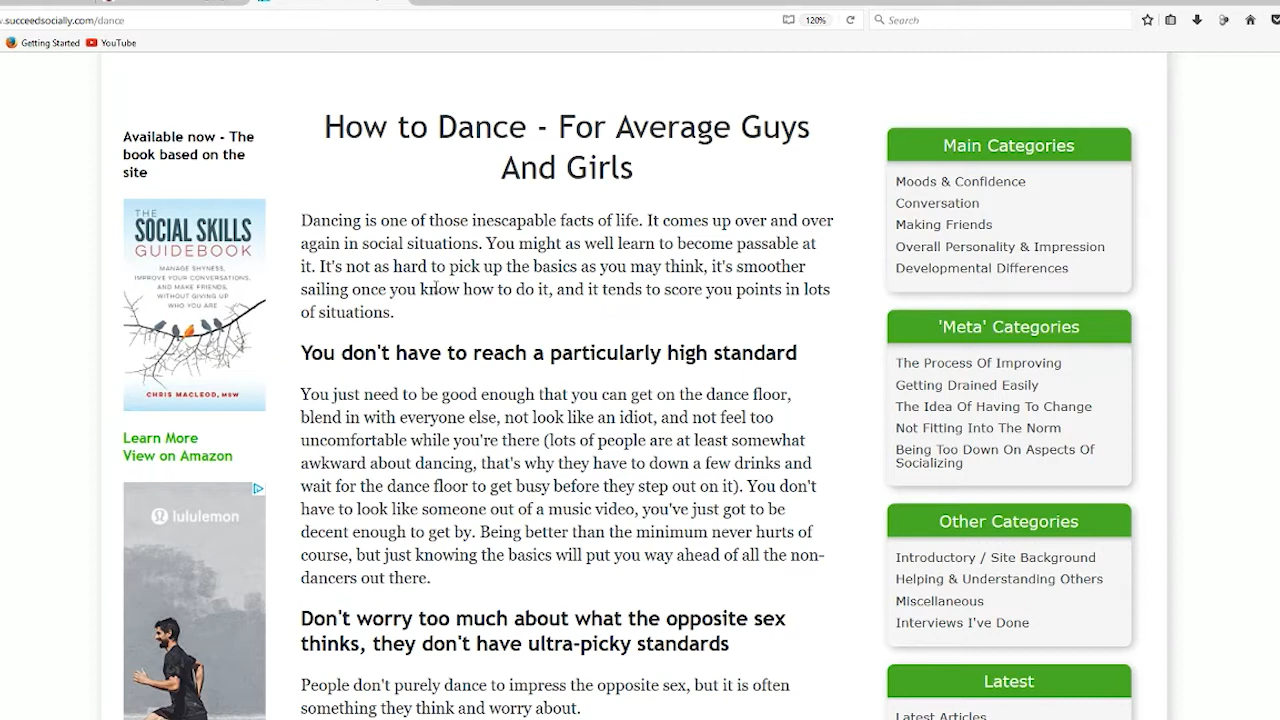 w.succeedsocially.com/dance
120%
Search
Getting Started
YouTube
Available now - The
book based on the
site
THE
SOCIAL SKILLS
GUIDEBOOK
MANAGE SHYNESS,
IMPROVE YOUR CONVERSATIONS,
AND MAKE FRIENDS,
WITHOUT GIVING UP
WHO YOU ARE
CHRIS MACLEOD, MSW
Learn More
View on Amazon
lululemon
How to Dance - For Average Guys
And Girls
Dancing is one of those inescapable facts of life. It comes up over and over
again in social situations. You might as well learn to become passable at
it. It's not as hard to pick up the basics as you may think, it's smoother
sailing once you know how to do it, and it tends to score you points in lots
of situations.
You don't have to reach a particularly high standard
You just need to be good enough that you can get on the dance floor,
blend in with everyone else, not look like an idiot, and not feel too
uncomfortable while you're there (lots of people are at least somewhat
awkward about dancing, that's why they have to down a few drinks and
wait for the dance floor to get busy before they step out on it). You don't
have to look like someone out of a music video, you've just got to be
decent enough to get by. Being better than the minimum never hurts of
course, but just knowing the basics will put you way ahead of all the non-
dancers out there.
Don't worry too much about what the opposite sex
thinks, they don't have ultra-picky standards
People don't purely dance to impress the opposite sex, but it is often
something they think and worry about.
Main Categories
Moods & Confidence
Conversation
Making Friends
Overall Personality & Impression
Developmental Differences
'Meta' Categories
The Process Of Improving
Getting Drained Easily
The Idea Of Having To Change
Not Fitting Into The Norm
Being Too Down On Aspects Of
Socializing
Other Categories
Introductory / Site Background
Helping & Understanding Others
Miscellaneous
Interviews I've Done
Latest
Latest Articles